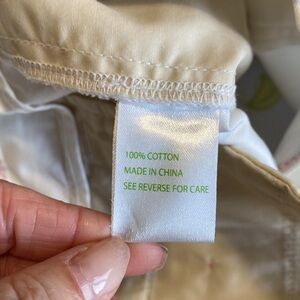 100% COTTON
MADE IN CHINA
SEE REVERSE FOR CARE